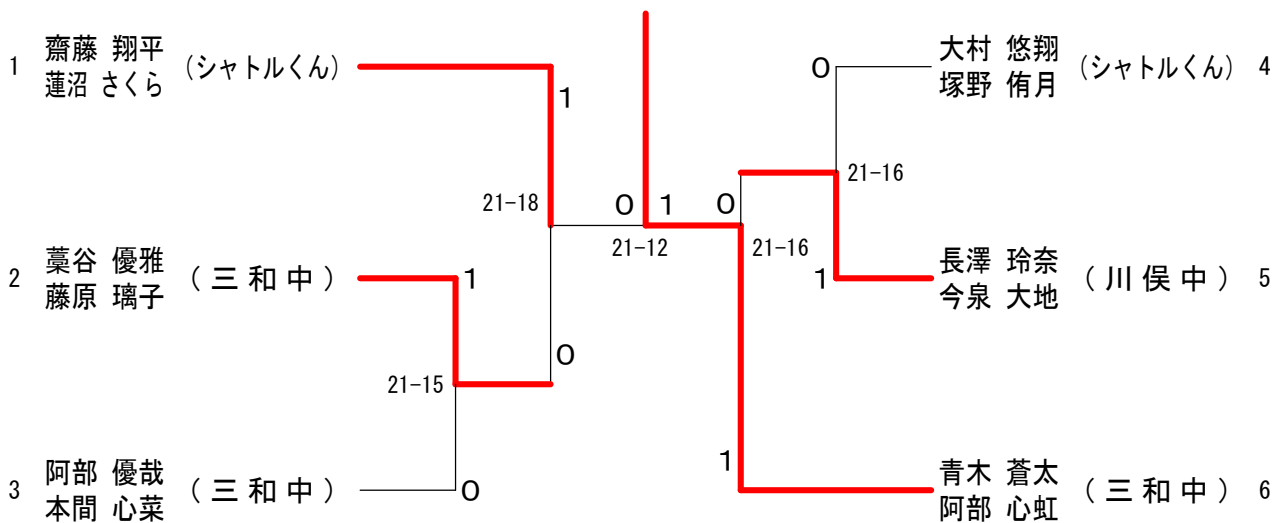 1 齋藤 翔平
蓮沼 さくら (シャトルくん)
1
21-18
2 藁谷 優雅
藤原 璃子 (三和中)
1
0
21-15
3 阿部 優哉
本間 心菜 (三和中)
0
0 1 0
21-12
大村 悠翔
塚野 侑月 (シャトルくん) 4
0
21-16
21-16
長澤 玲奈
今泉 大地 (川俣中) 5
1
1
青木 蒼太
阿部 心虹 (三和中) 6